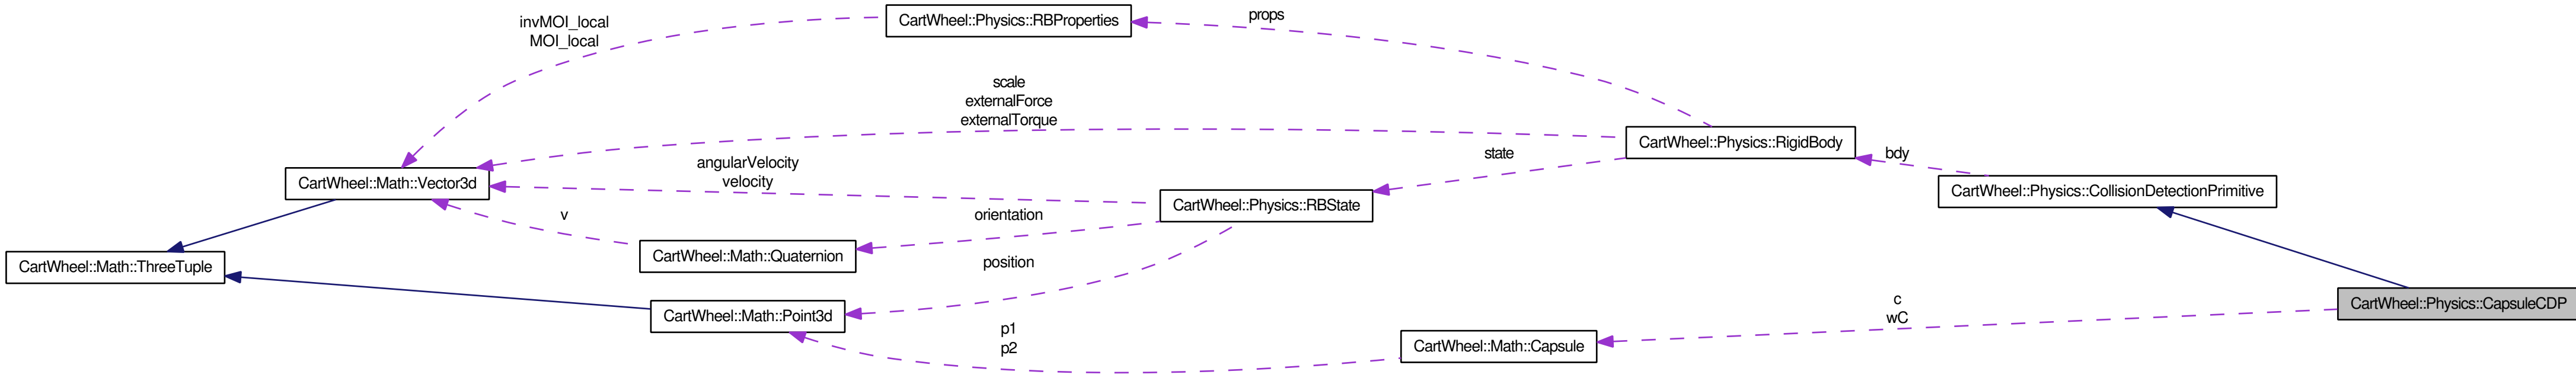 invMOI_local
MOI_local
CartWheel::Physics::RBProperties
props
scale
externalForce
externalTorque
CartWheel::Physics::RigidBody
state
bdy
CartWheel::Math::Vector3d
angularVelocity
velocity
CartWheel::Physics::RBState
CartWheel::Physics::CollisionDetectionPrimitive
v
orientation
CartWheel::Math::ThreeTuple
CartWheel::Math::Quaternion
position
CartWheel::Math::Point3d
p1
p2
CartWheel::Math::Capsule
c
wC
CartWheel::Physics::CapsuleCDP